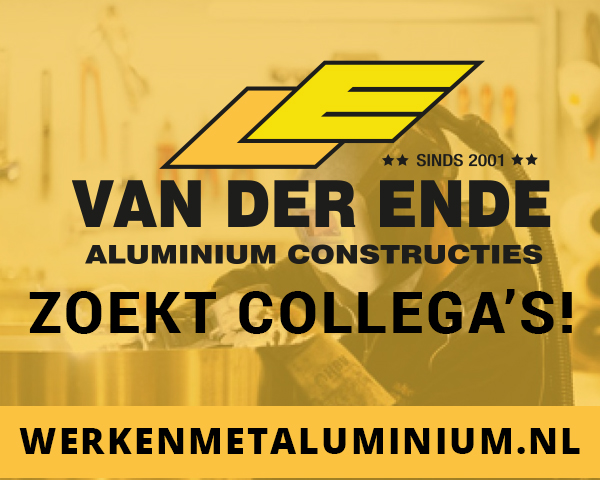 ★★ SINDS 2001 ★★
VAN DER ENDE
ALUMINIUM CONSTRUCTIES
ZOEKT COLLEGA'S!
WERKENMETALUMINIUM.NL